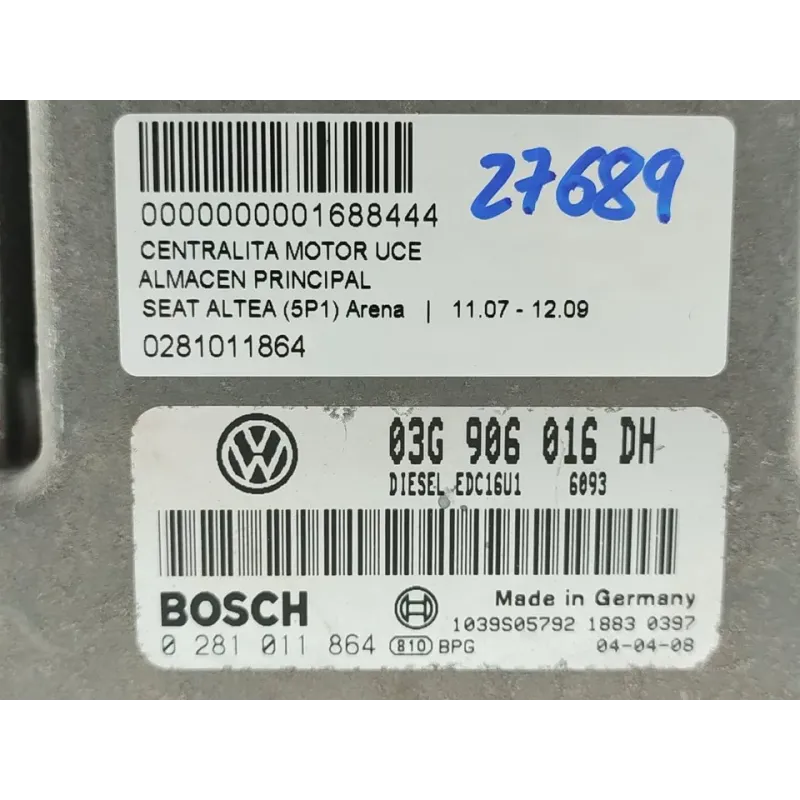 27689
0000000001688444
CENTRALITA MOTOR UCE
ALMACEN PRINCIPAL
SEAT ALTEA (5P1) Arena | 11.07 - 12.09
0281011864
VW
03G 906 016 DH
DIESEL EDC16U1 6093
BOSCH
Made in Germany
1039S05792 1883 0397
0 281 011 864 810 BPG 04-04-08